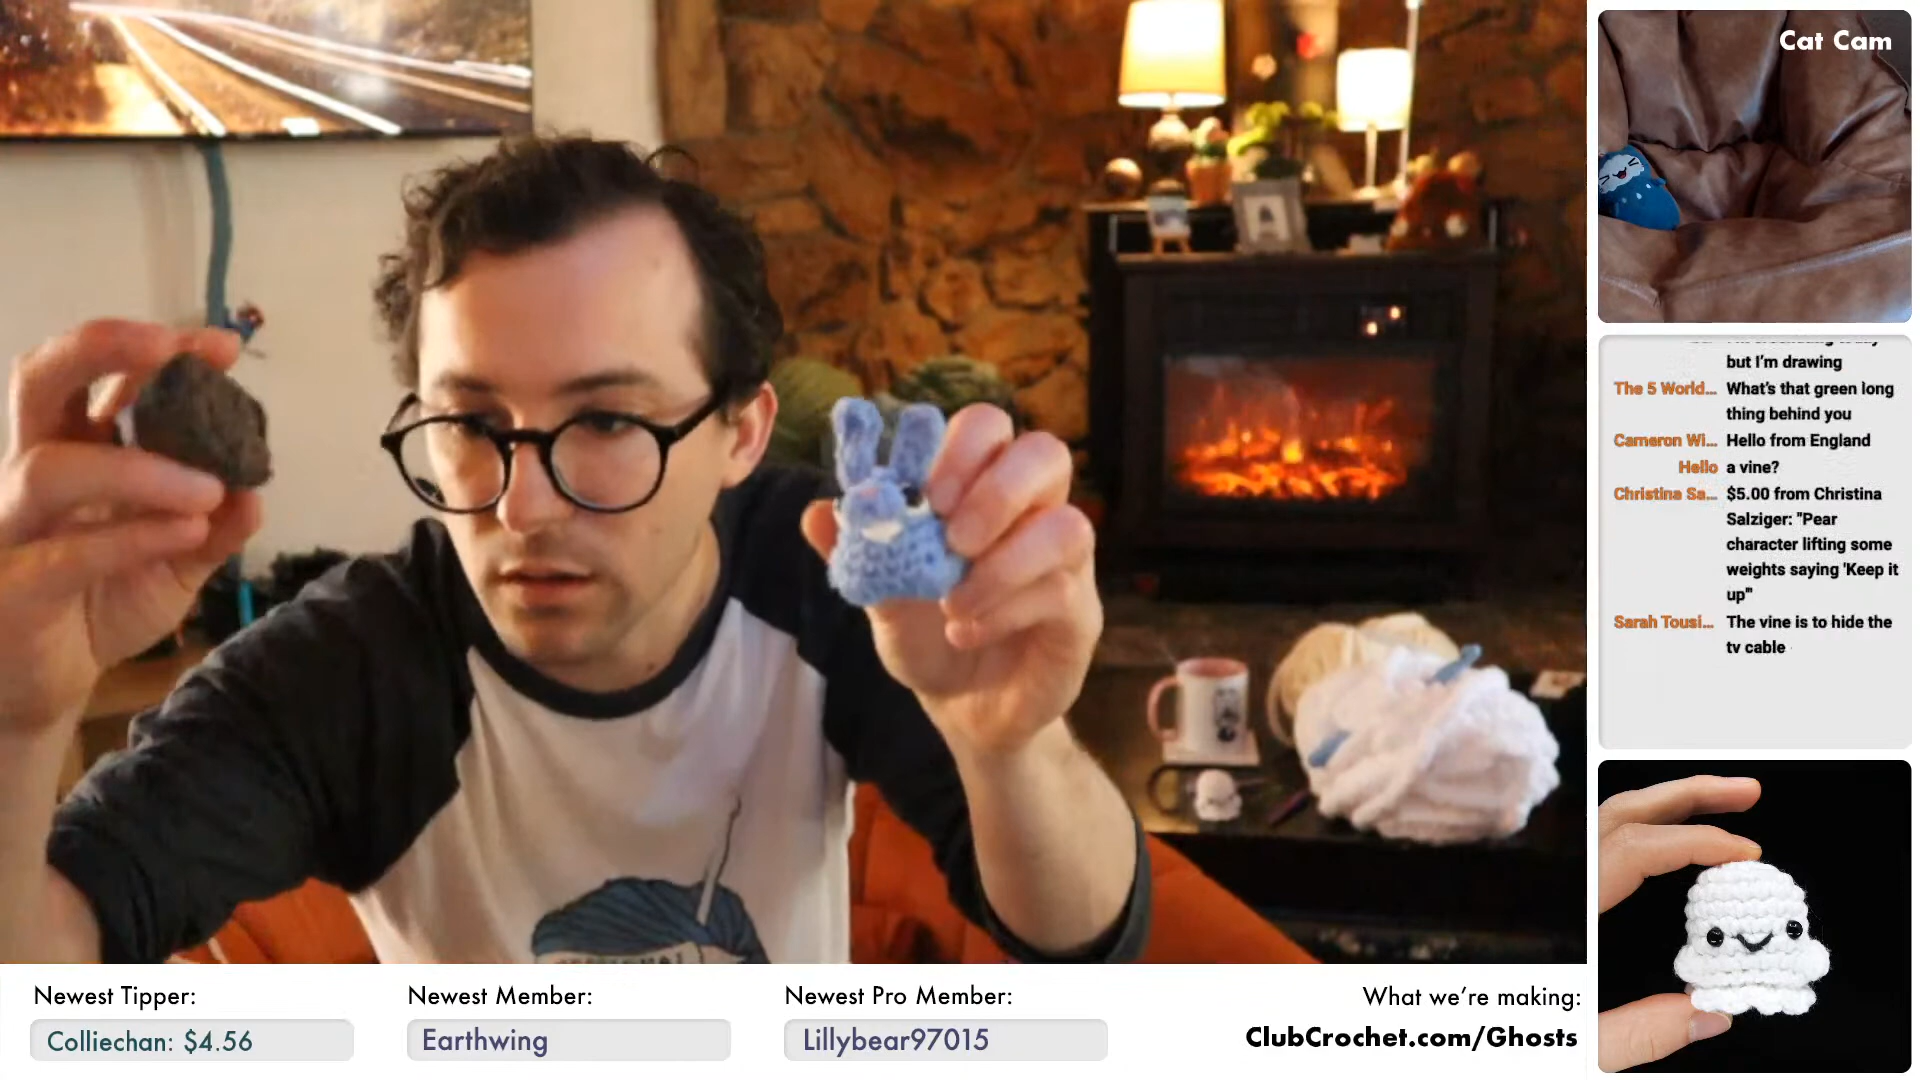 Cat Cam
but I'm drawing
The 5 World... What's that green long
thing behind you
Cameron Wi... Hello from England
Hello a vine?
Christina Sa... $5.00 from Christina
Salziger: "Pear
character lifting some
weights saying 'Keep it
up'"
Sarah Tousi... The vine is to hide the
tv cable
Newest Tipper:
Colliechan: $4.56
Newest Member:
Earthwing
Newest Pro Member:
Lillybear97015
What we're making:
ClubCrochet.com/Ghosts